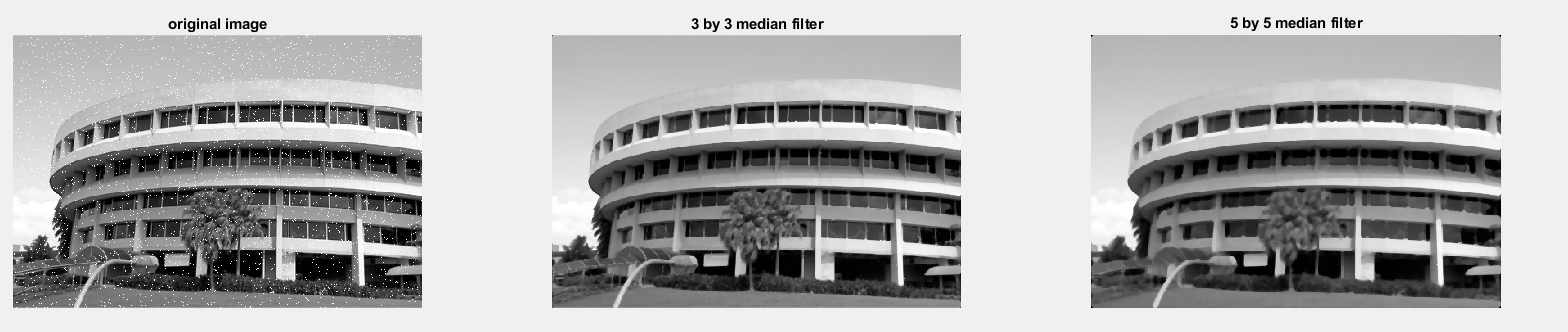 original image
3 by 3 median filter
5 by 5 median filter